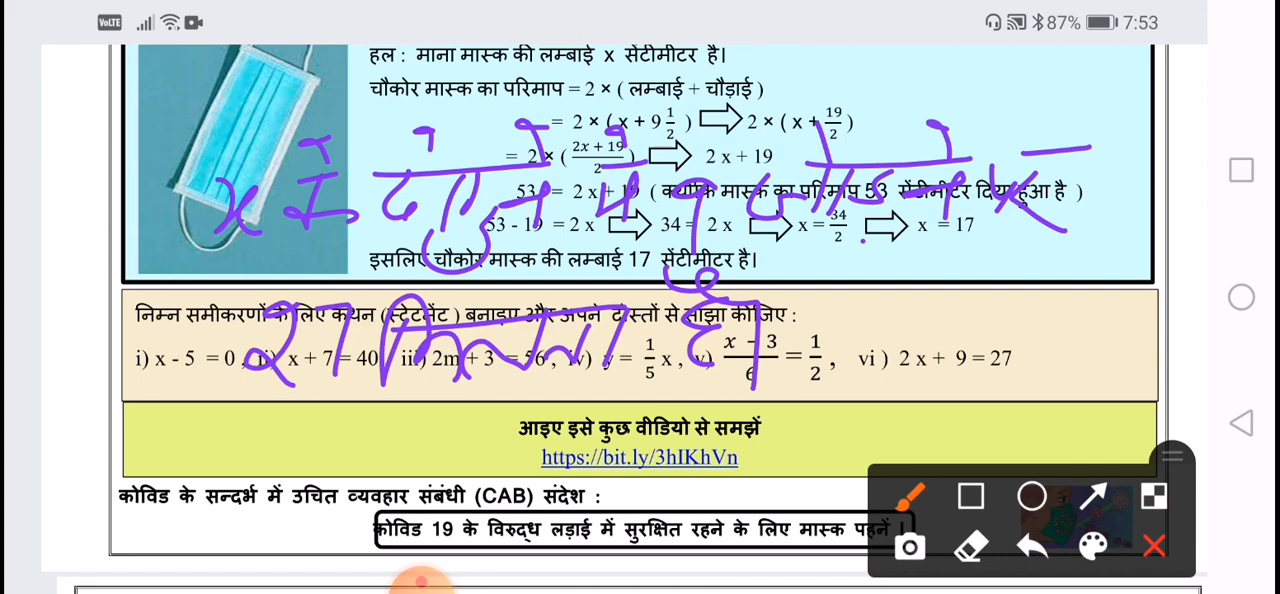 VoLTE 87% 7:53
हल : माना मास्क की लम्बाई x सेंटीमीटर है।
चौकोर मास्क का परिमाप = 2 × ( लम्बाई + चौड़ाई )
= 2 × ( x + 9 1/2 ) ⇨ 2 × ( x + 19/2 )
= 2 × ( 2x + 19 / 2 ) ⇨ 2 x + 19
53 = 2 x + 19 ( क्योंकि मास्क का परिमाप 53 सेंटीमीटर दिया हुआ है )
53 - 19 = 2 x ⇨ 34 = 2 x ⇨ x = 34/2 ⇨ x = 17
इसलिए चौकोर मास्क की लम्बाई 17 सेंटीमीटर है।
निम्न समीकरणों के लिए कथन (स्टेटमेंट ) बनाइए और अपने दोस्तों से साझा कीजिए :
i) x - 5 = 0 , ii) x + 7 = 40, iii) 2m + 3 = 56 , iv) y = 1/5 x , v) x − 3 / 6 = 1/2 , vi ) 2 x + 9 = 27
आइए इसे कुछ वीडियो से समझें
https://bit.ly/3hIKhVn
कोविड के सन्दर्भ में उचित व्यवहार संबंधी (CAB) संदेश :
कोविड 19 के विरुद्ध लड़ाई में सुरक्षित रहने के लिए मास्क पहनें ।